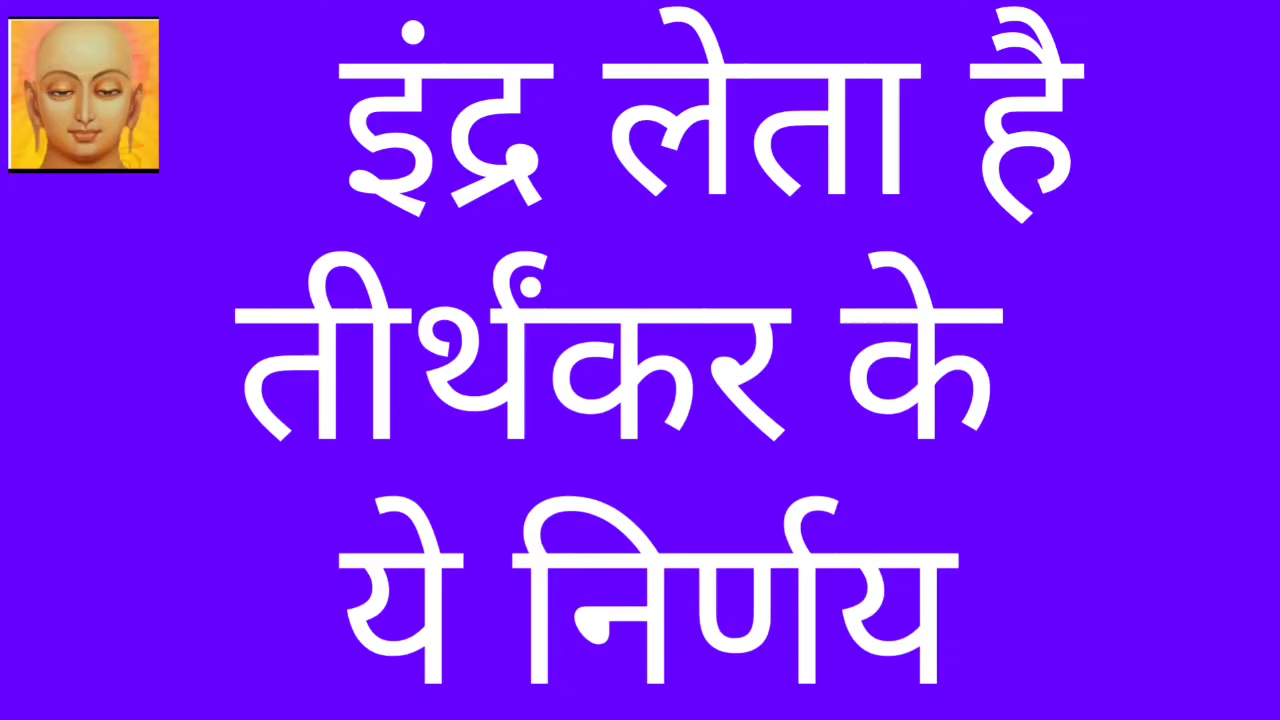 इंद्र लेता है
तीर्थंकर के
ये निर्णय